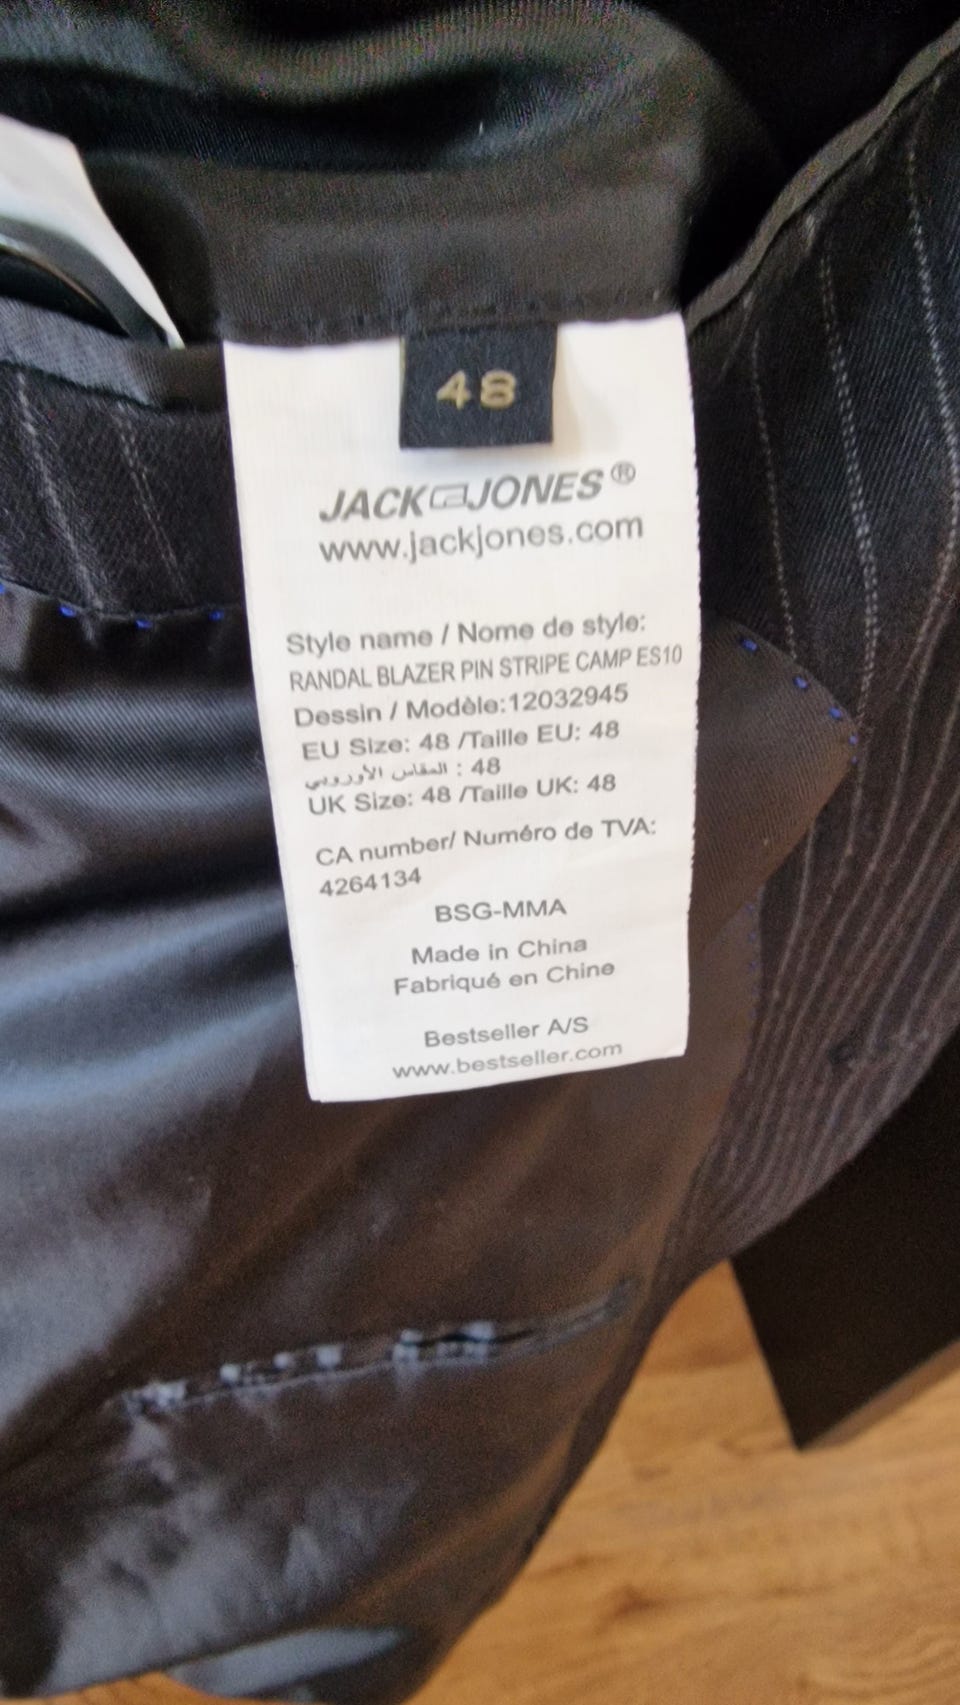 48
JACK JONES®
www.jackjones.com
Style name / Nome de style:
RANDAL BLAZER PIN STRIPE CAMP ES10
Dessin / Modèle:12032945
EU Size: 48 /Taille EU: 48
المقاس الأوروبي : 48
UK Size: 48 /Taille UK: 48
CA number/ Numéro de TVA:
4264134
BSG-MMA
Made in China
Fabriqué en Chine
Bestseller A/S
www.bestseller.com